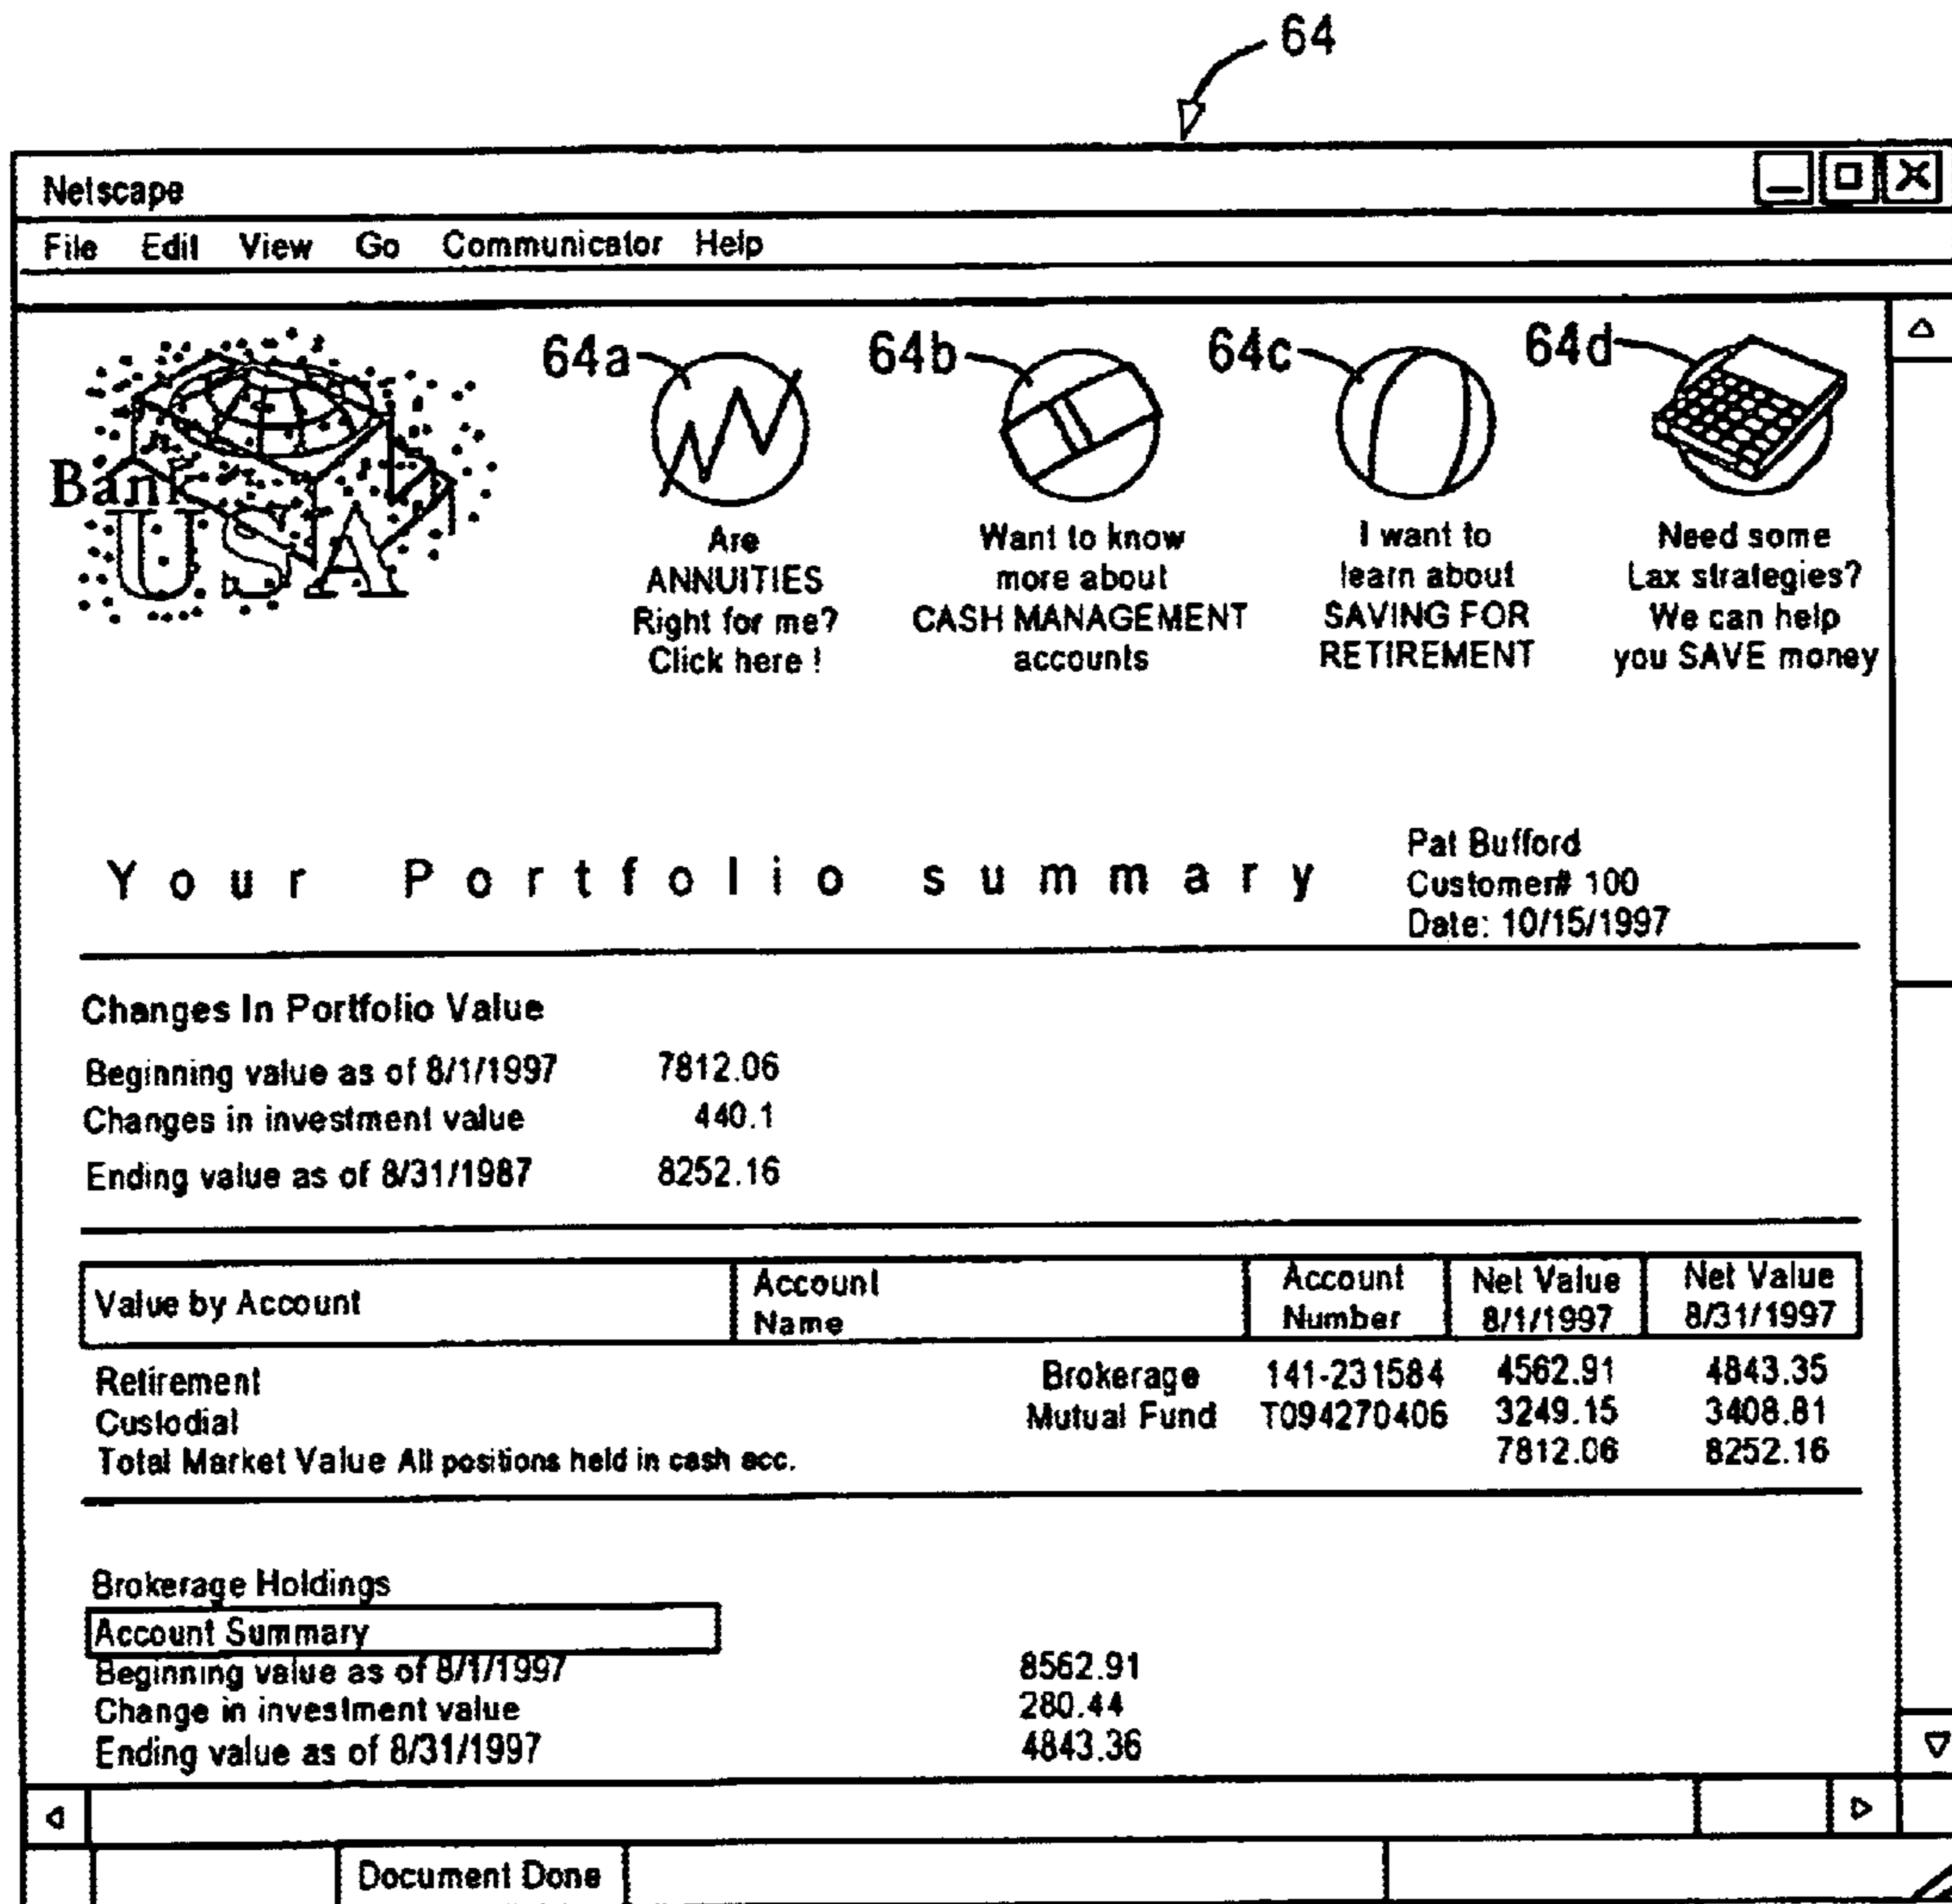 64
Netscape
File Edit View Go Communicator Help
Bank
USA
64a
64b
64c
64d
Are
ANNUITIES
Right for me?
Click here !
Want to know
more about
CASH MANAGEMENT
accounts
I want to
learn about
SAVING FOR
RETIREMENT
Need some
Lax strategies?
We can help
you SAVE money
Your Portfolio summary
Pat Bufford
Customer# 100
Date: 10/15/1997
Changes In Portfolio Value
Beginning value as of 8/1/1997 7812.06
Changes in investment value 440.1
Ending value as of 8/31/1987 8252.16
Value by Account
Account
Name
Account
Number
Net Value
8/1/1997
Net Value
8/31/1997
Retirement Brokerage 141-231584 4562.91 4843.35
Custodial Mutual Fund T094270406 3249.15 3408.81
Total Market Value All positions held in cash acc. 7812.06 8252.16
Brokerage Holdings
Account Summary
Beginning value as of 8/1/1997 8562.91
Change in investment value 280.44
Ending value as of 8/31/1997 4843.36
Document Done